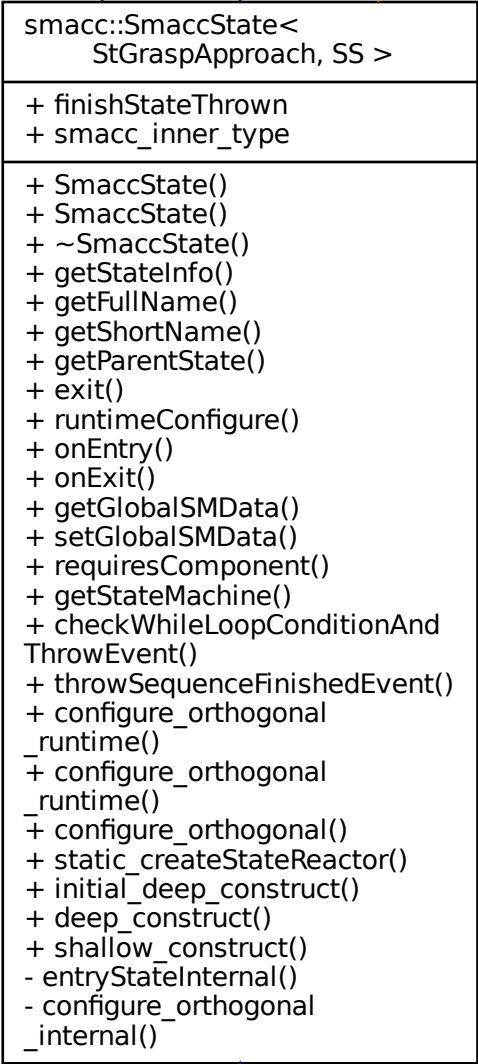 smacc::SmaccState<
StGraspApproach, SS >
+ finishStateThrown
+ smacc_inner_type
+ SmaccState()
+ SmaccState()
+ ~SmaccState()
+ getStateInfo()
+ getFullName()
+ getShortName()
+ getParentState()
+ exit()
+ runtimeConfigure()
+ onEntry()
+ onExit()
+ getGlobalSMData()
+ setGlobalSMData()
+ requiresComponent()
+ getStateMachine()
+ checkWhileLoopConditionAnd
ThrowEvent()
+ throwSequenceFinishedEvent()
+ configure_orthogonal
_runtime()
+ configure_orthogonal
_runtime()
+ configure_orthogonal()
+ static_createStateReactor()
+ initial_deep_construct()
+ deep_construct()
+ shallow_construct()
- entryStateInternal()
- configure_orthogonal
_internal()